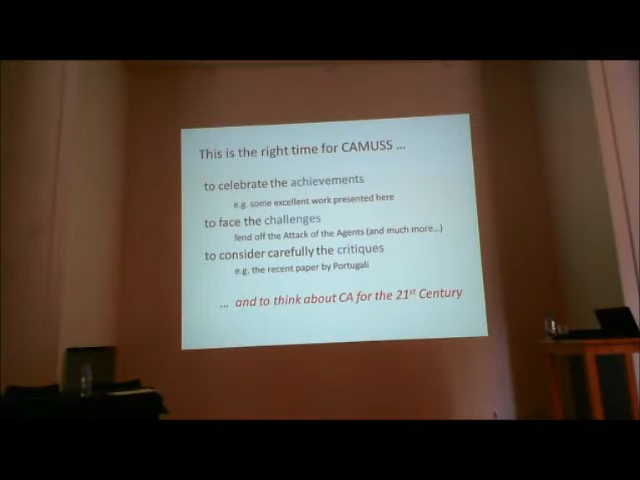 This is the right time for CAMUSS ...
to celebrate the achievements
e.g. some excellent work presented here
to face the challenges
fend off the Attack of the Agents (and much more...)
to consider carefully the critiques
e.g. the recent paper by Portugali
... and to think about CA for the 21st Century